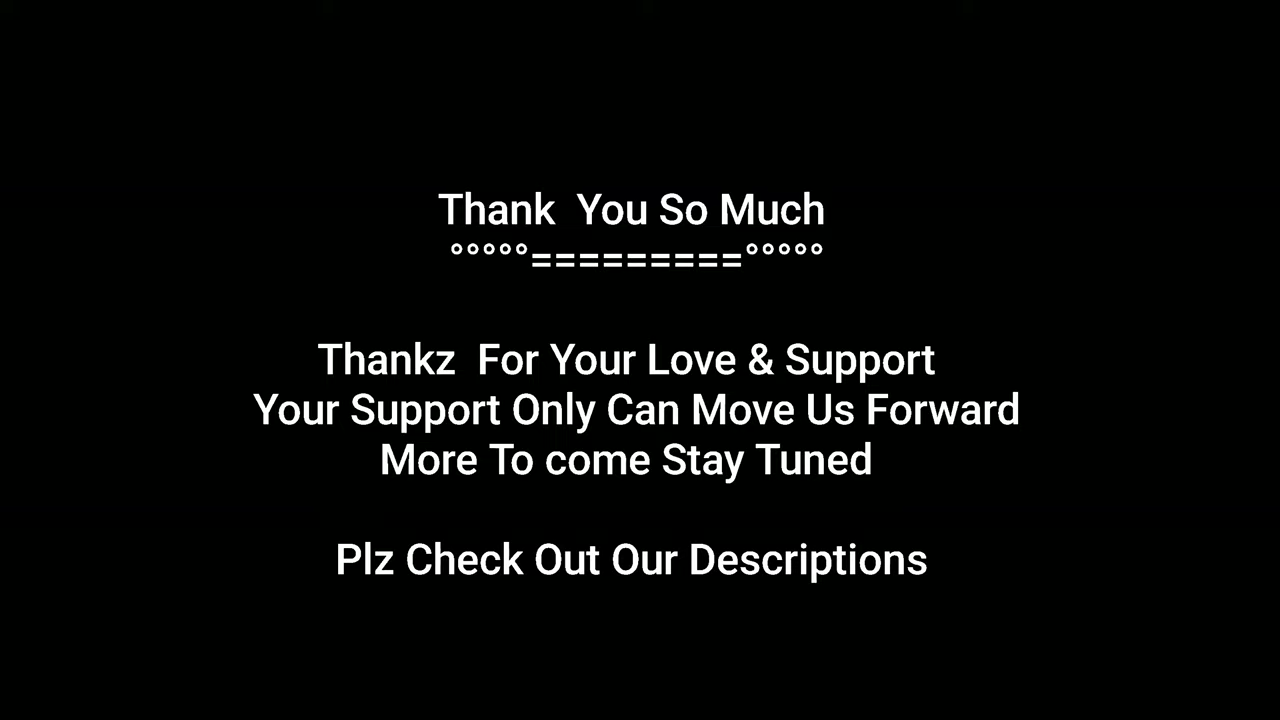 Thank  You So Much
°°°°°=========°°°°°
Thankz  For Your Love & Support
Your Support Only Can Move Us Forward
More To come Stay Tuned
Plz Check Out Our Descriptions